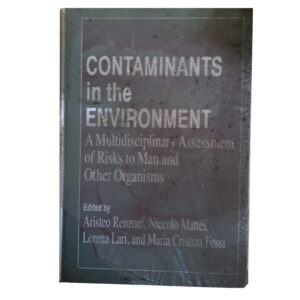 CONTAMINANTS
in the
ENVIRONMENT
A Multidisciplinary Assessment
of Risks to Man and
Other Organisms
Edited by
Aristeo Renzoni, Niccolo Mattei,
Lorena Lari, and Maria Cristina Fossi